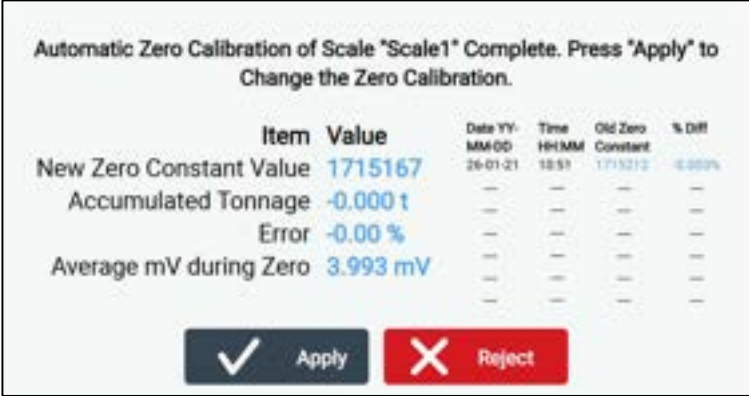 Automatic Zero Calibration of Scale "Scale1" Complete. Press "Apply" to
Change the Zero Calibration.
Item Value
New Zero Constant Value 1715167
Accumulated Tonnage -0.000 t
Error -0.00 %
Average mV during Zero 3.993 mV
Date YY-MM-DD Time HH:MM Old Zero Constant % Diff
26-01-21 10:51 1715212
--- --- --- ---
--- --- --- ---
--- --- --- ---
--- --- --- ---
--- --- --- ---
--- --- --- ---
Apply
Reject